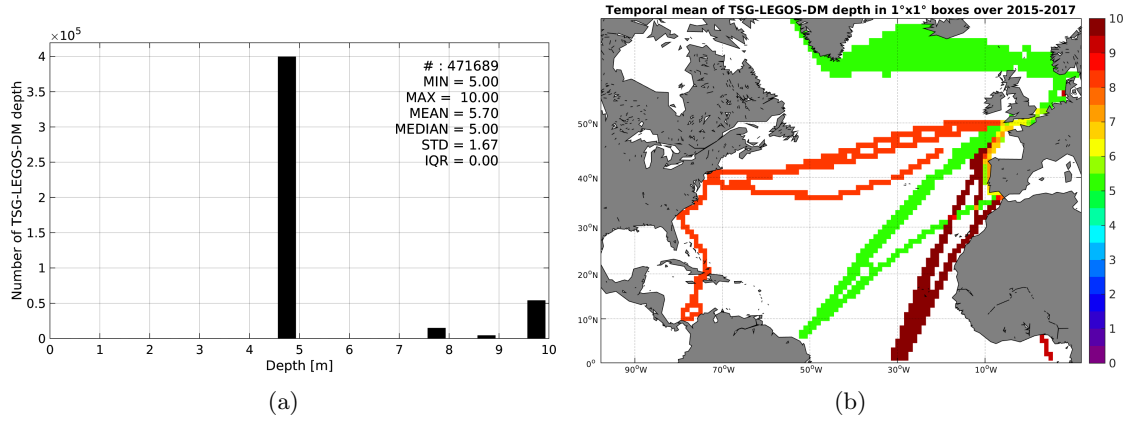 ×10⁵
4
3.5
3
2.5
2
1.5
1
0.5
0
0 1 2 3 4 5 6 7 8 9 10
Number of TSG-LEGOS-DM depth
Depth [m]
# : 471689
MIN = 5.00
MAX = 10.00
MEAN = 5.70
MEDIAN = 5.00
STD = 1.67
IQR = 0.00
(a)
Temporal mean of TSG-LEGOS-DM depth in 1°x1° boxes over 2015-2017
50°N
40°N
30°N
20°N
10°N
0°
90°W 70°W 50°W 30°W 10°W
10
9
8
7
6
5
4
3
2
1
0
(b)